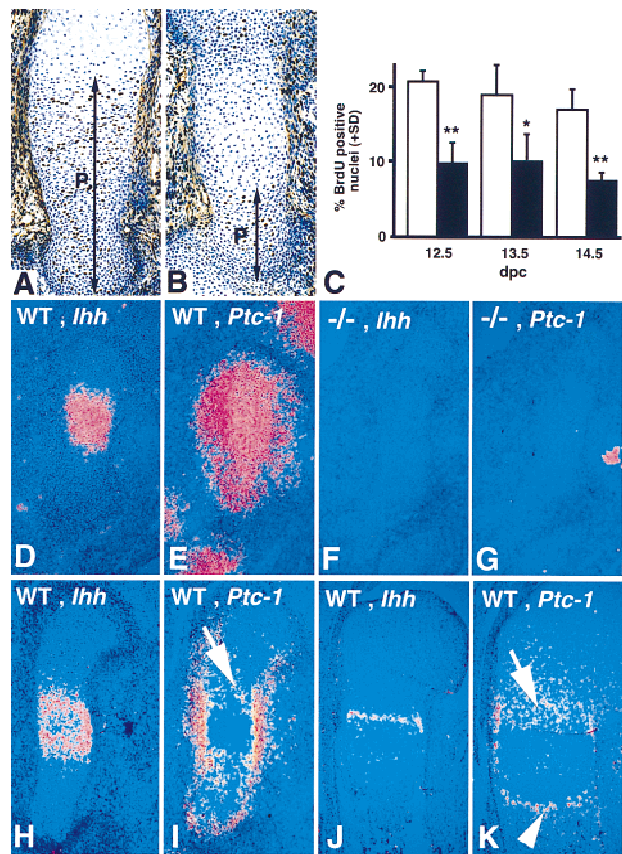 P
A
P
B
% BrdU positive
nuclei (+SD)
20
10
0
**
*
**
12.5
13.5
14.5
dpc
C
WT , Ihh
D
WT , Ptc-1
E
-/- , Ihh
F
-/- , Ptc-1
G
WT , Ihh
H
WT , Ptc-1
I
WT , Ihh
J
WT , Ptc-1
K